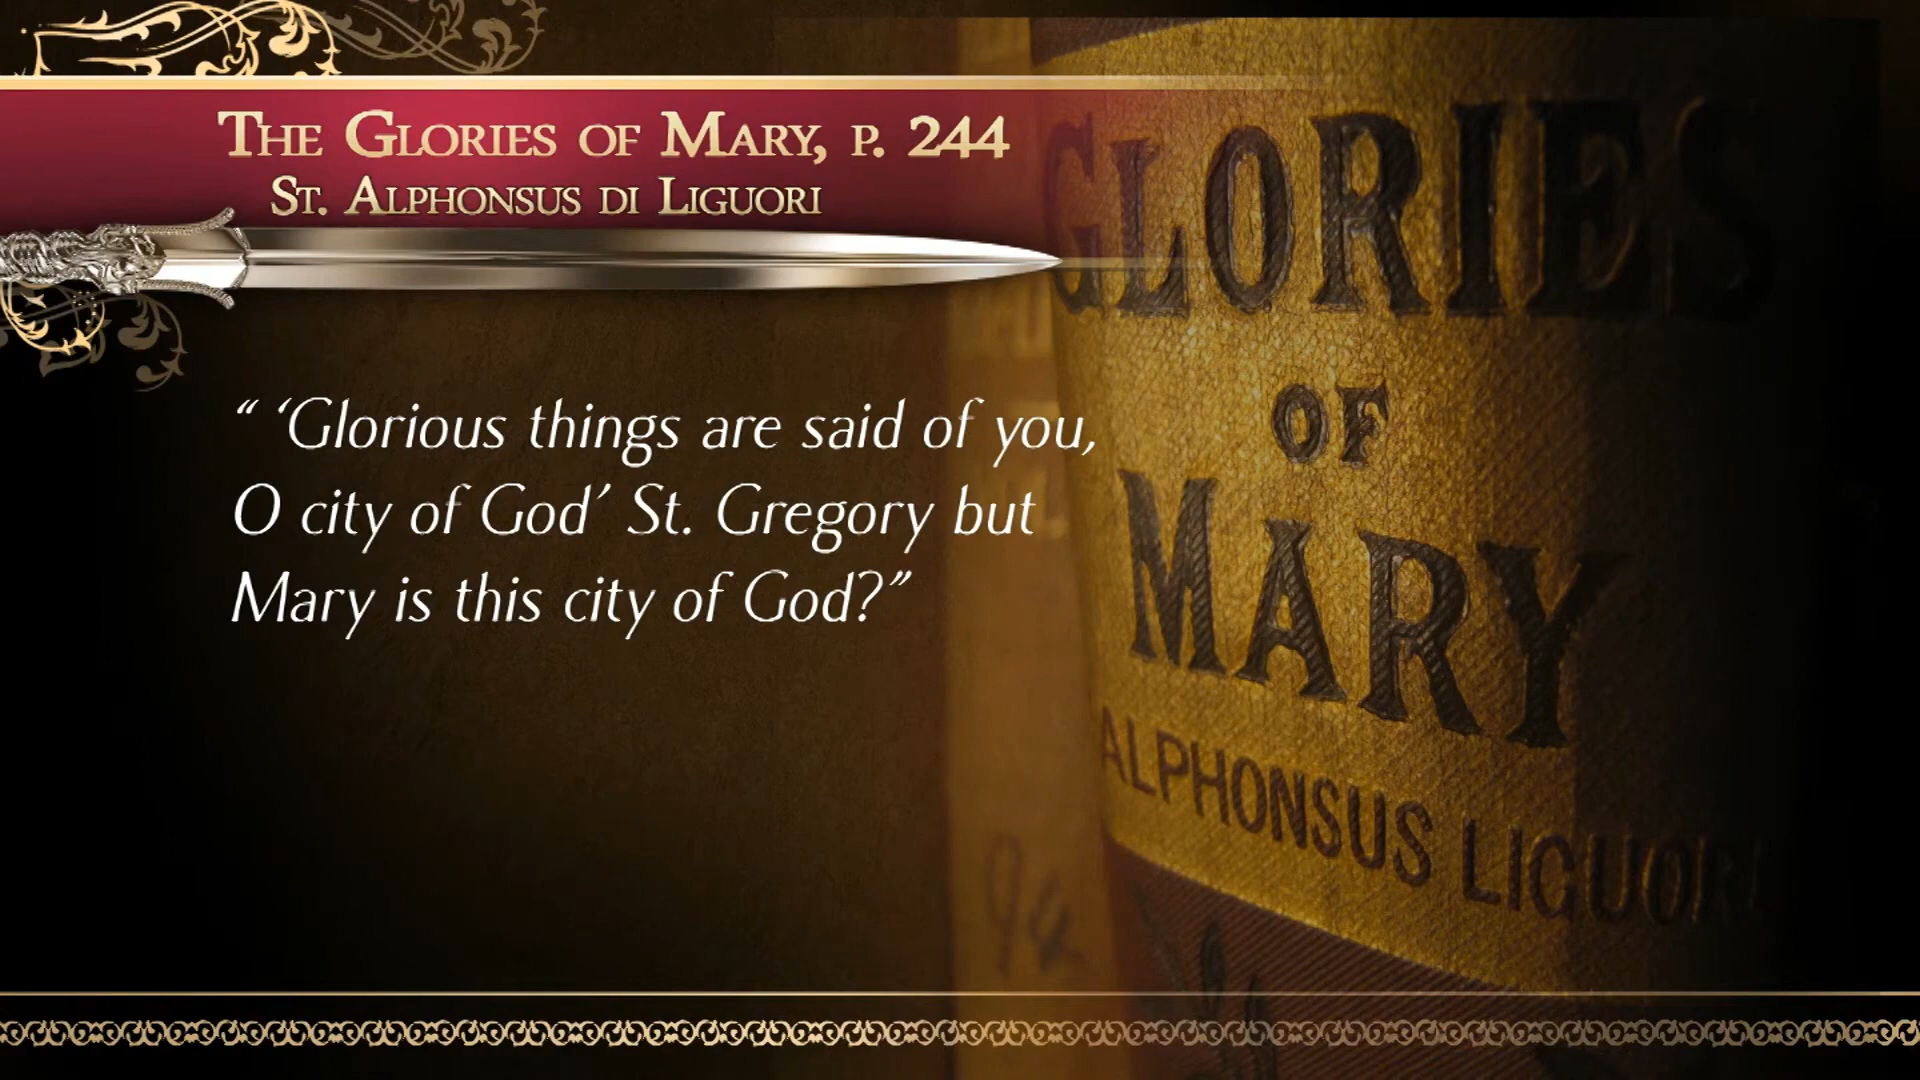 THE GLORIES OF MARY, P. 244
ST. ALPHONSUS DI LIGUORI
“ ‘Glorious things are said of you,
O city of God’ St. Gregory but
Mary is this city of God?”
GLORIES
OF
MARY
ALPHONSUS LIGUORI
94